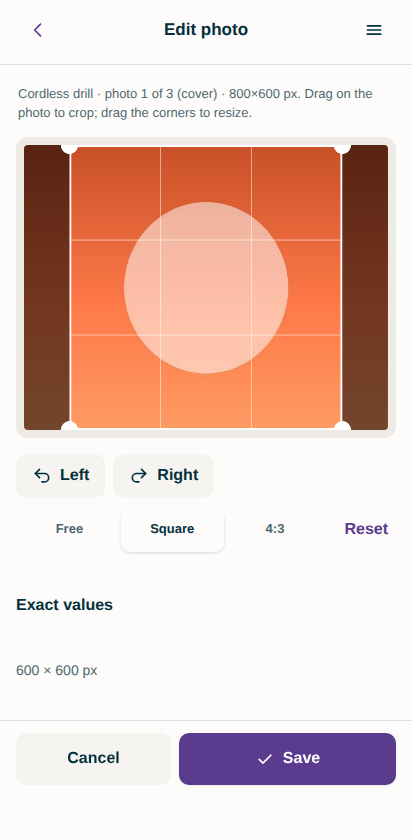 Edit photo
Cordless drill · photo 1 of 3 (cover) · 800×600 px. Drag on the
photo to crop; drag the corners to resize.
Left
Right
Free
Square
4:3
Reset
Exact values
600 × 600 px
Cancel
Save